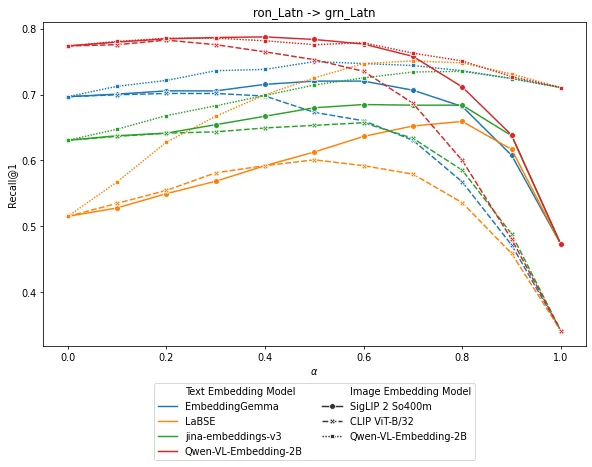 ron_Latn -> grn_Latn
0.8
0.7
0.6
0.5
0.4
Recall@1
0.0 0.2 0.4 0.6 0.8 1.0
α
Text Embedding Model Image Embedding Model
EmbeddingGemma SigLIP 2 So400m
LaBSE CLIP ViT-B/32
jina-embeddings-v3 Qwen-VL-Embedding-2B
Qwen-VL-Embedding-2B